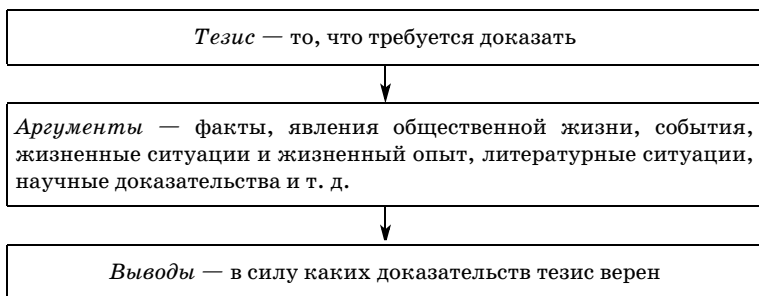 Тезис — то, что требуется доказать
Аргументы — факты, явления общественной жизни, события,
жизненные ситуации и жизненный опыт, литературные ситуации,
научные доказательства и т. д.
Выводы — в силу каких доказательств тезис верен